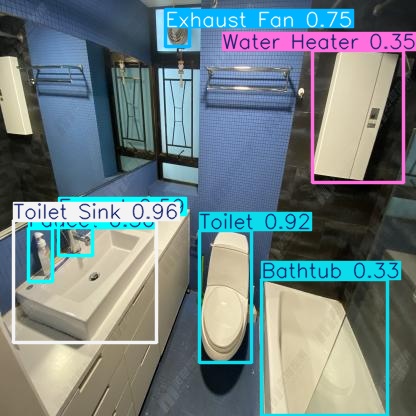 Exhaust Fan 0.75
Water Heater 0.35
Toilet Sink 0.96
Toilet 0.92
Bathtub 0.33